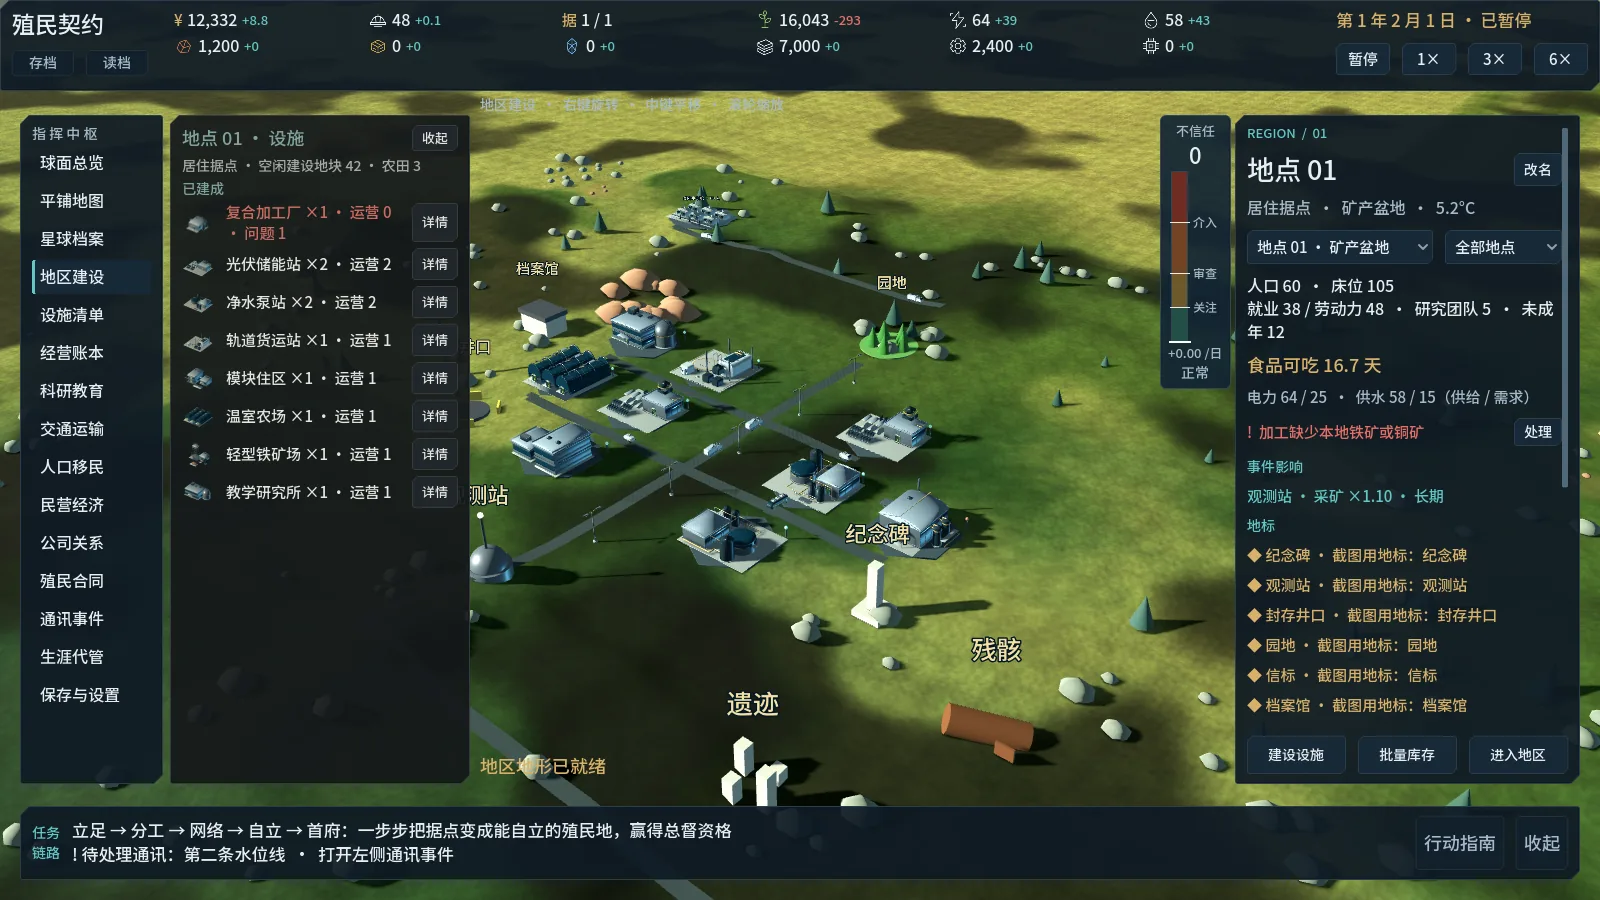 殖民契约
存档
读档
¥ 12,332 +8.8
48 +0.1
据 1 / 1
16,043 -293
64 +39
58 +43
1,200 +0
0 +0
0 +0
7,000 +0
2,400 +0
0 +0
第 1 年 2 月 1 日 · 已暂停
暂停
1×
3×
6×
地区建设 · 右键旋转 · 中键平移 · 滚轮缩放
指挥中枢
球面总览
平铺地图
星球档案
地区建设
设施清单
经营账本
科研教育
交通运输
人口移民
民营经济
公司关系
殖民合同
通讯事件
生涯代管
保存与设置
地点 01 · 设施
收起
居住据点 · 空闲建设地块 42 · 农田 3
已建成
复合加工厂 ×1 · 运营 0
· 问题 1
详情
光伏储能站 ×2 · 运营 2
详情
净水泵站 ×2 · 运营 2
详情
轨道货运站 ×1 · 运营 1
详情
模块住区 ×1 · 运营 1
详情
温室农场 ×1 · 运营 1
详情
轻型铁矿场 ×1 · 运营 1
详情
教学研究所 ×1 · 运营 1
详情
档案馆
园地
井口
测站
纪念碑
残骸
遗迹
地区地形已就绪
不信任
0
介入
审查
关注
+0.00 /日
正常
REGION / 01
地点 01
改名
居住据点 · 矿产盆地 · 5.2°C
地点 01 · 矿产盆地
全部地点
人口 60 · 床位 105
就业 38 / 劳动力 48 · 研究团队 5 · 未成
年 12
食品可吃 16.7 天
电力 64 / 25 · 供水 58 / 15（供给 / 需求）
! 加工缺少本地铁矿或铜矿
处理
事件影响
观测站 · 采矿 ×1.10 · 长期
地标
◆ 纪念碑 · 截图用地标：纪念碑
◆ 观测站 · 截图用地标：观测站
◆ 封存井口 · 截图用地标：封存井口
◆ 园地 · 截图用地标：园地
◆ 信标 · 截图用地标：信标
◆ 档案馆 · 截图用地标：档案馆
建设设施
批量库存
进入地区
任务
链路
立足 → 分工 → 网络 → 自立 → 首府：一步步把据点变成能自立的殖民地，赢得总督资格
! 待处理通讯：第二条水位线 · 打开左侧通讯事件
行动指南
收起